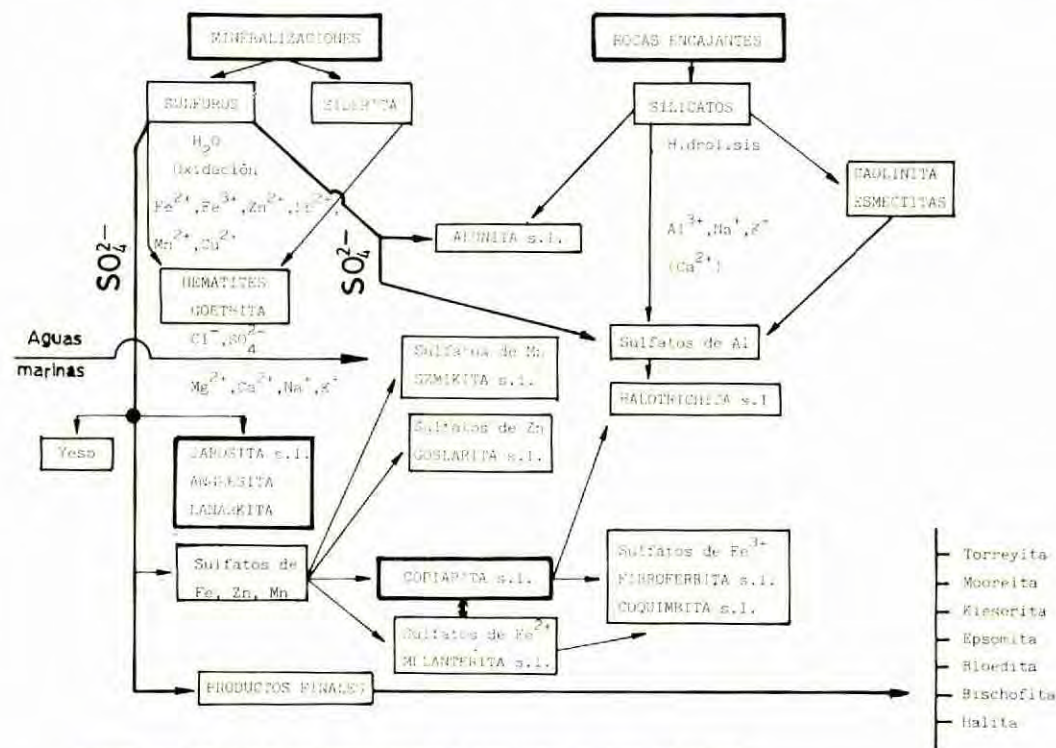 MINERALIZACIONES
ROCAS ENCAJANTES
SULFUROS
SIDERITA
SILICATOS
H₂O
Oxidación
Hidrolisis
CAOLINITA
ESMECTITAS
Fe²⁺, Fe³⁺, Zn²⁺,
Mn²⁺, Cu²⁺
SO₄²⁻
SO₄²⁻
ALUNITA s.l.
Al³⁺, Na⁺, K⁺
(Ca²⁺)
HEMATITES
GOETHITA
Aguas
marinas
Cl⁻, SO₄²⁻
Mg²⁺, Ca²⁺, Na⁺, K⁺
Sulfatos de Mn
SZMIKITA s.l.
Sulfatos de Al
HALOTRICHITA s.l
Yeso
JAROSITA s.l.
ANGLESITA
LANARKITA
Sulfatos de Zn
GOSLARITA s.l.
Sulfatos de
Fe, Zn, Mn
COPIAPITA s.l.
Sulfatos de Fe³⁺
FIBROFERRITA s.l.
COQUIMBITA s.l.
Sulfatos de Fe²⁺
MELANTERITA s.l.
PRODUCTOS FINALES
Torreyita
Mooreita
Kieserita
Epsomita
Bloedita
Bischofita
Halita